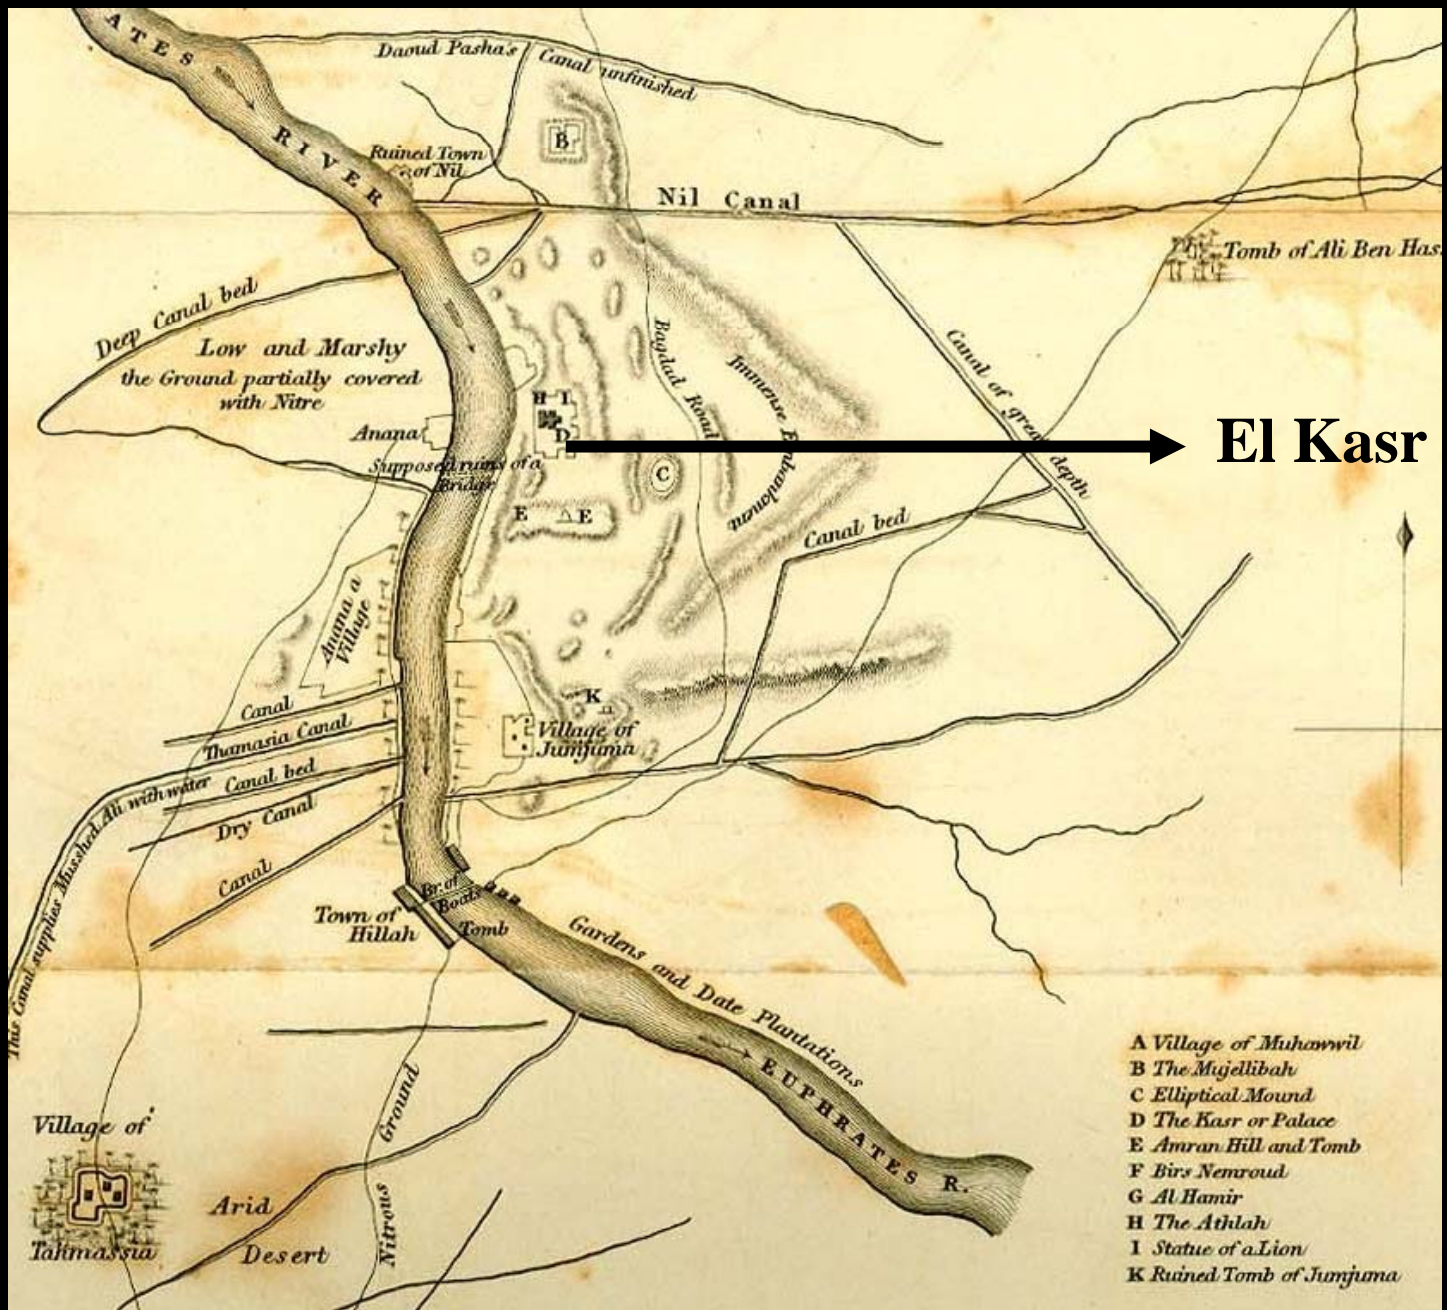 ATES
RIVER
Daoud Pasha's Canal unfinished
B
Ruined Town
of Nil
Nil Canal
Tomb of Ali Ben Has
Deep Canal bed
Low and Marshy
the Ground partially covered
with Nitre
Bagdad Road
Immense Embankment
Canal of great depth
H I
D
El Kasr
Anana
Supposed ruins of a
Bridge
C
E E
Canal bed
Anana a
Village
K
Village of
Jumjuma
Canal
Thamasia Canal
This Canal supplies Musshed Ali with water
Canal bed
Dry Canal
Canal
Br. of
Boats
Town of
Hillah
Tomb
Gardens and Date Plantations
EUPHRATES R.
Nitrous Ground
Village of
Tahmassia
Arid
Desert
A Village of Muhawwil
B The Mujellibah
C Elliptical Mound
D The Kasr or Palace
E Amran Hill and Tomb
F Birs Nemroud
G Al Hamir
H The Athlah
I Statue of a Lion
K Ruined Tomb of Jumjuma